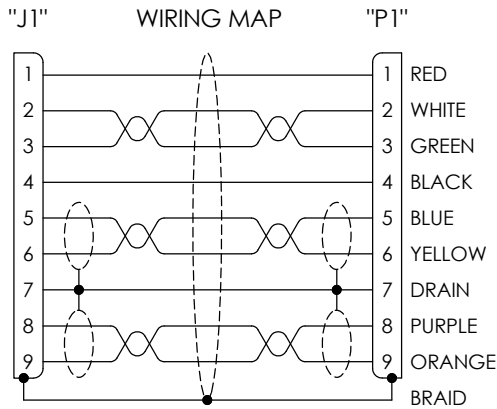 "J1" WIRING MAP "P1"
1 1 RED
2 2 WHITE
3 3 GREEN
4 4 BLACK
5 5 BLUE
6 6 YELLOW
7 7 DRAIN
8 8 PURPLE
9 9 ORANGE
BRAID